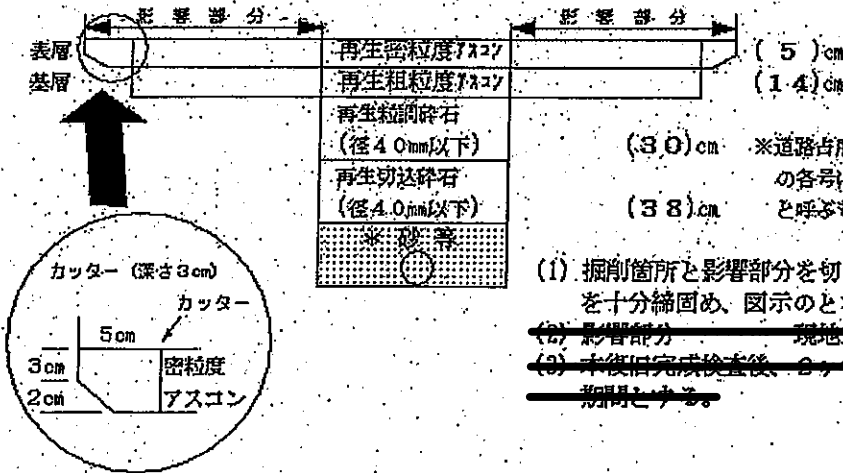 影響部分 影響部分
表層 再生密粒度アスコン (5)cm
基層 再生粗粒度アスコン (14)cm
再生粒調砕石
(径40mm以下) (30)cm ※道路占用
の各号に
再生切込砕石
(径40mm以下) (38)cm と呼ぶ
※砂等
カッター (深さ3cm)
カッター
5cm
3cm 密粒度
2cm アスコン
(1) 掘削箇所と影響部分を切
を十分締固め、図示のとお
(2) 影響部分 現地
(3) 本復旧完成検査後、
期間とする。